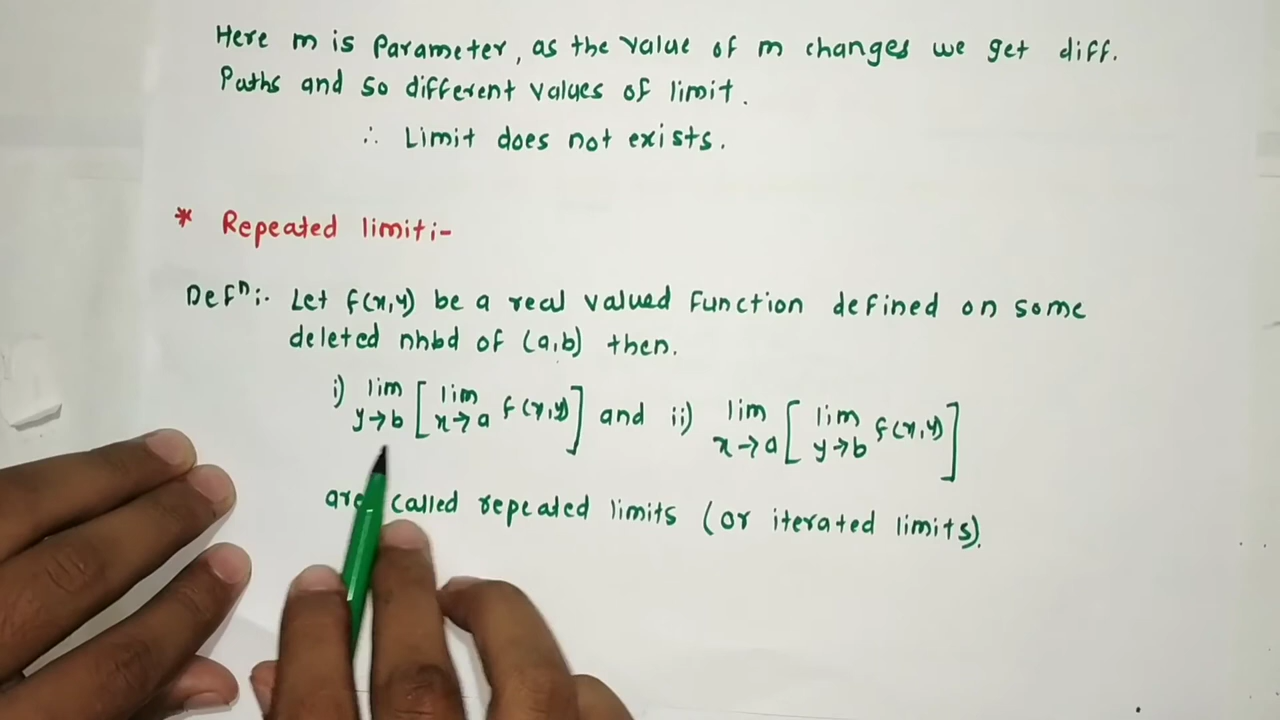 Here m is Parameter, as the value of m changes we get diff.
Paths and so different values of limit.
∴ Limit does not exists.
* Repeated limit:-
Defⁿ:- Let f(x,y) be a real valued function defined on some
deleted nhbd of (a,b) then.
i) lim y→b [ lim x→a f(x,y) ] and ii) lim x→a [ lim y→b f(x,y) ]
are called repeated limits (or iterated limits).